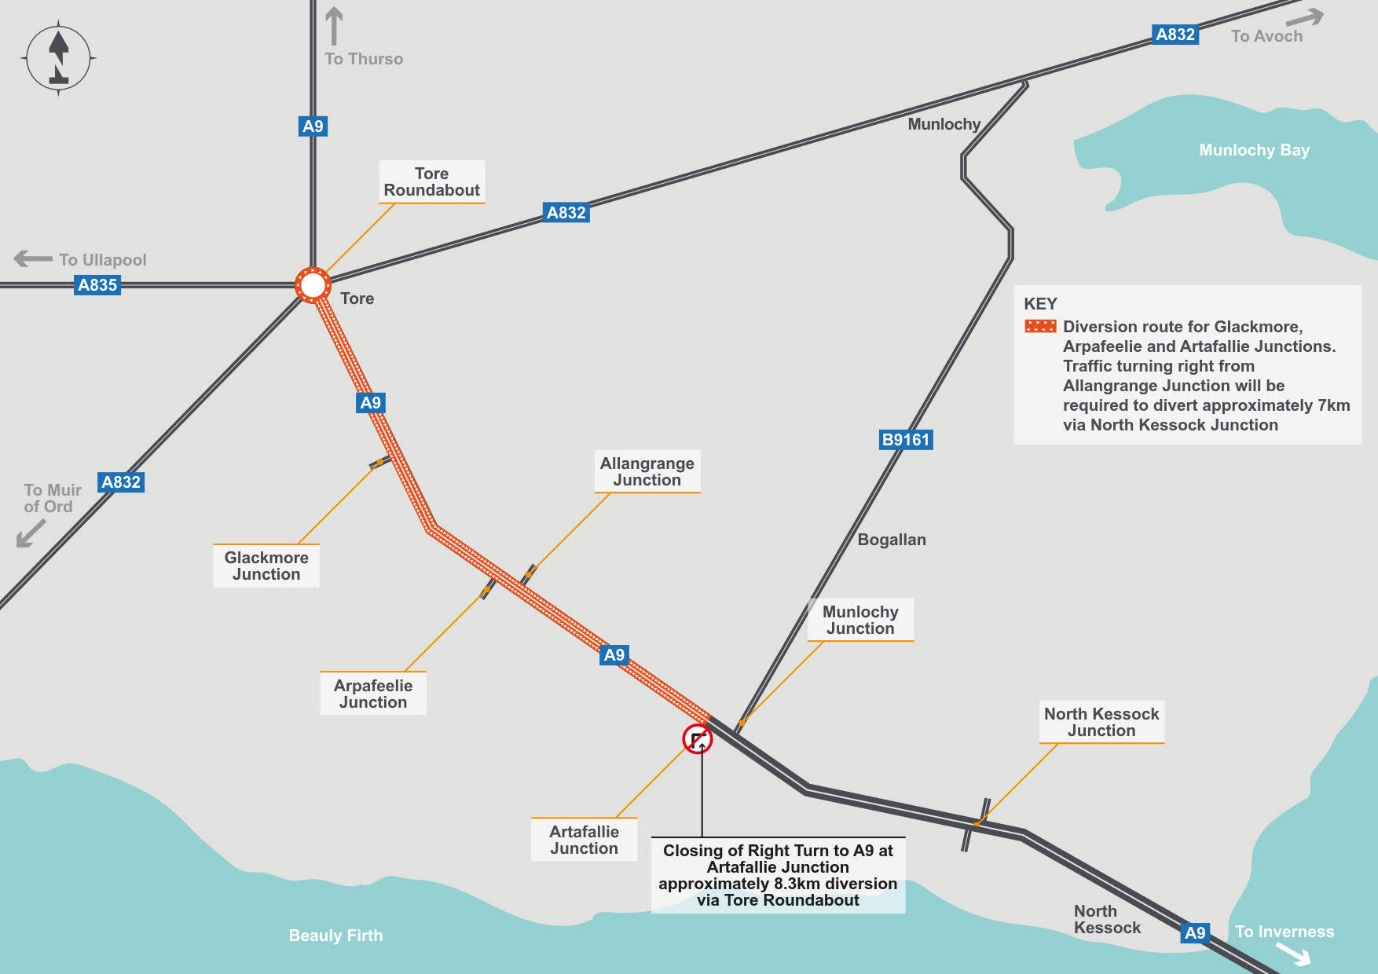 A832
To Avoch
To Thurso
A9
Munlochy
Munlochy Bay
Tore
Roundabout
A832
To Ullapool
A835
Tore
KEY
Diversion route for Glackmore,
Arpafeelie and Artafallie Junctions.
Traffic turning right from
Allangrange Junction will be
required to divert approximately 7km
via North Kessock Junction
A9
B9161
Allangrange
Junction
A832
To Muir
of Ord
Bogallan
Glackmore
Junction
Munlochy
Junction
A9
Arpafeelie
Junction
North Kessock
Junction
Artafallie
Junction
Closing of Right Turn to A9 at
Artafallie Junction
approximately 8.3km diversion
via Tore Roundabout
North
Kessock
A9
To Inverness
Beauly Firth